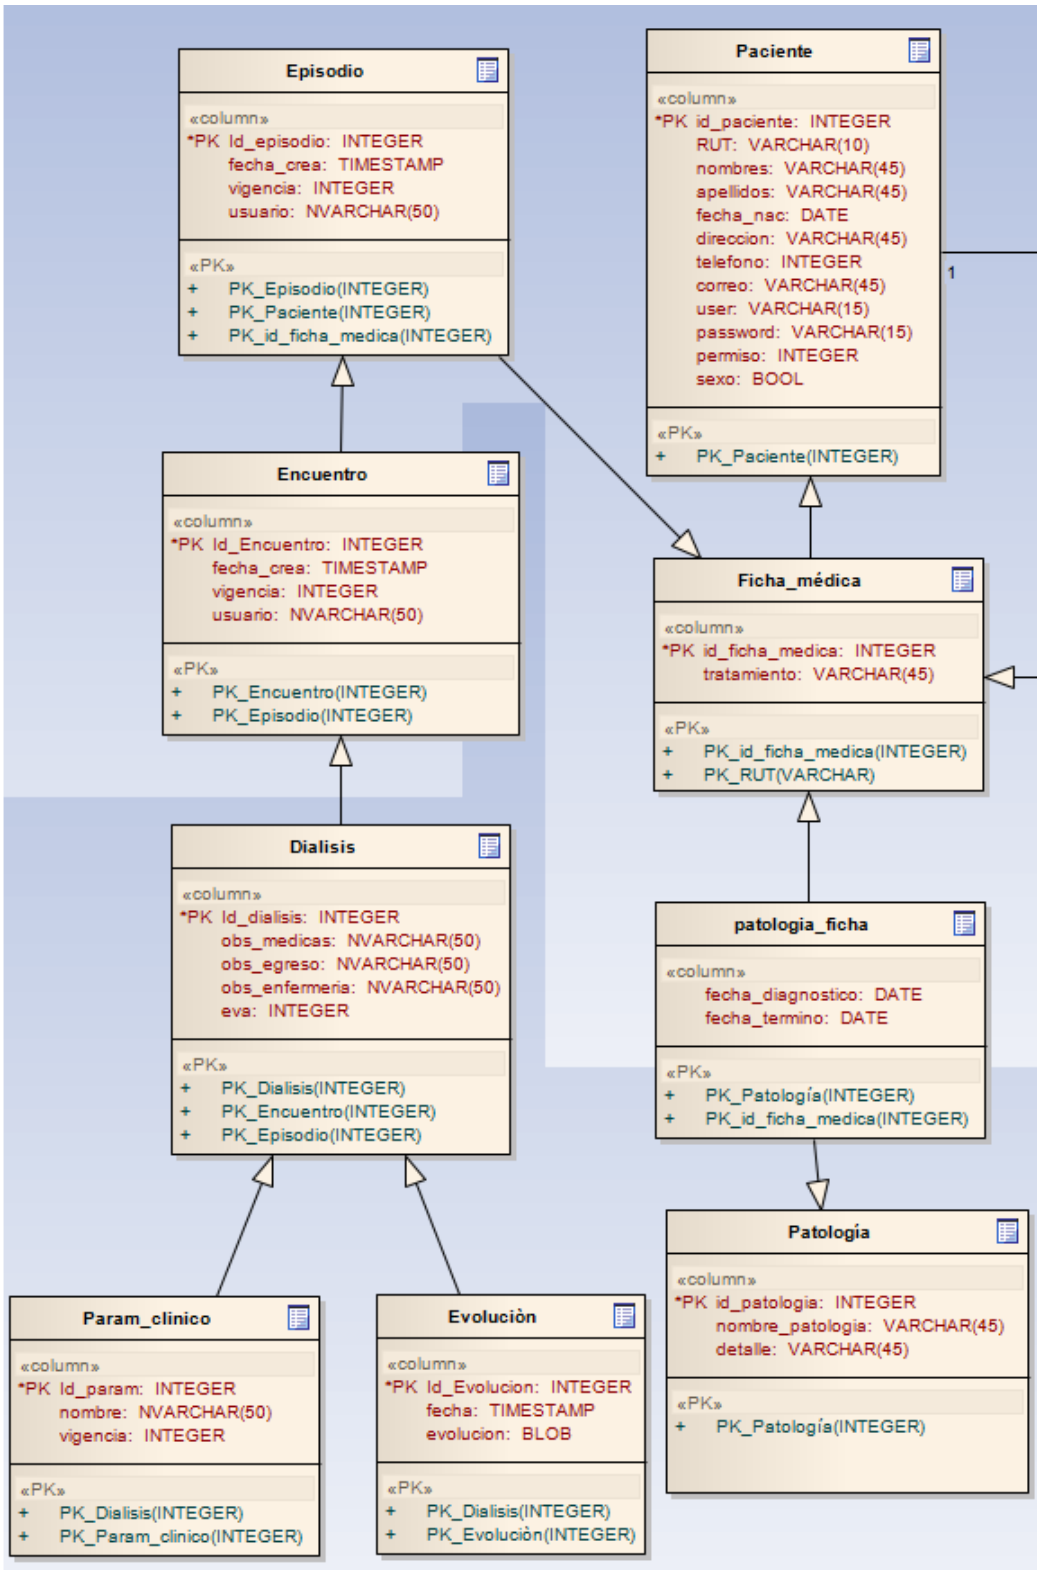 Episodio
«column»
*PK Id_episodio: INTEGER
fecha_crea: TIMESTAMP
vigencia: INTEGER
usuario: NVARCHAR(50)
«PK»
+ PK_Episodio(INTEGER)
+ PK_Paciente(INTEGER)
+ PK_id_ficha_medica(INTEGER)
Paciente
«column»
*PK id_paciente: INTEGER
RUT: VARCHAR(10)
nombres: VARCHAR(45)
apellidos: VARCHAR(45)
fecha_nac: DATE
direccion: VARCHAR(45)
telefono: INTEGER
correo: VARCHAR(45)
user: VARCHAR(15)
password: VARCHAR(15)
permiso: INTEGER
sexo: BOOL
«PK»
+ PK_Paciente(INTEGER)
1
Encuentro
«column»
*PK Id_Encuentro: INTEGER
fecha_crea: TIMESTAMP
vigencia: INTEGER
usuario: NVARCHAR(50)
«PK»
+ PK_Encuentro(INTEGER)
+ PK_Episodio(INTEGER)
Ficha_médica
«column»
*PK id_ficha_medica: INTEGER
tratamiento: VARCHAR(45)
«PK»
+ PK_id_ficha_medica(INTEGER)
+ PK_RUT(VARCHAR)
Dialisis
«column»
*PK Id_dialisis: INTEGER
obs_medicas: NVARCHAR(50)
obs_egreso: NVARCHAR(50)
obs_enfermeria: NVARCHAR(50)
eva: INTEGER
«PK»
+ PK_Dialisis(INTEGER)
+ PK_Encuentro(INTEGER)
+ PK_Episodio(INTEGER)
patologia_ficha
«column»
fecha_diagnostico: DATE
fecha_termino: DATE
«PK»
+ PK_Patología(INTEGER)
+ PK_id_ficha_medica(INTEGER)
Patología
«column»
*PK id_patologia: INTEGER
nombre_patologia: VARCHAR(45)
detalle: VARCHAR(45)
«PK»
+ PK_Patología(INTEGER)
Param_clinico
«column»
*PK Id_param: INTEGER
nombre: NVARCHAR(50)
vigencia: INTEGER
«PK»
+ PK_Dialisis(INTEGER)
+ PK_Param_clinico(INTEGER)
Evoluciòn
«column»
*PK Id_Evolucion: INTEGER
fecha: TIMESTAMP
evolucion: BLOB
«PK»
+ PK_Dialisis(INTEGER)
+ PK_Evoluciòn(INTEGER)